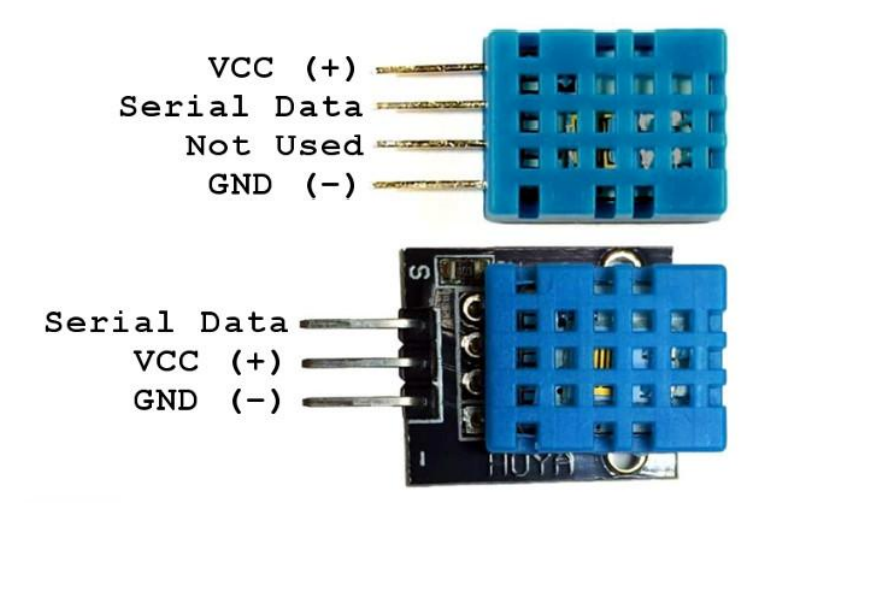 VCC (+)
Serial Data
Not Used
GND (-)
S
Serial Data
VCC (+)
GND (-)
-
HUYA